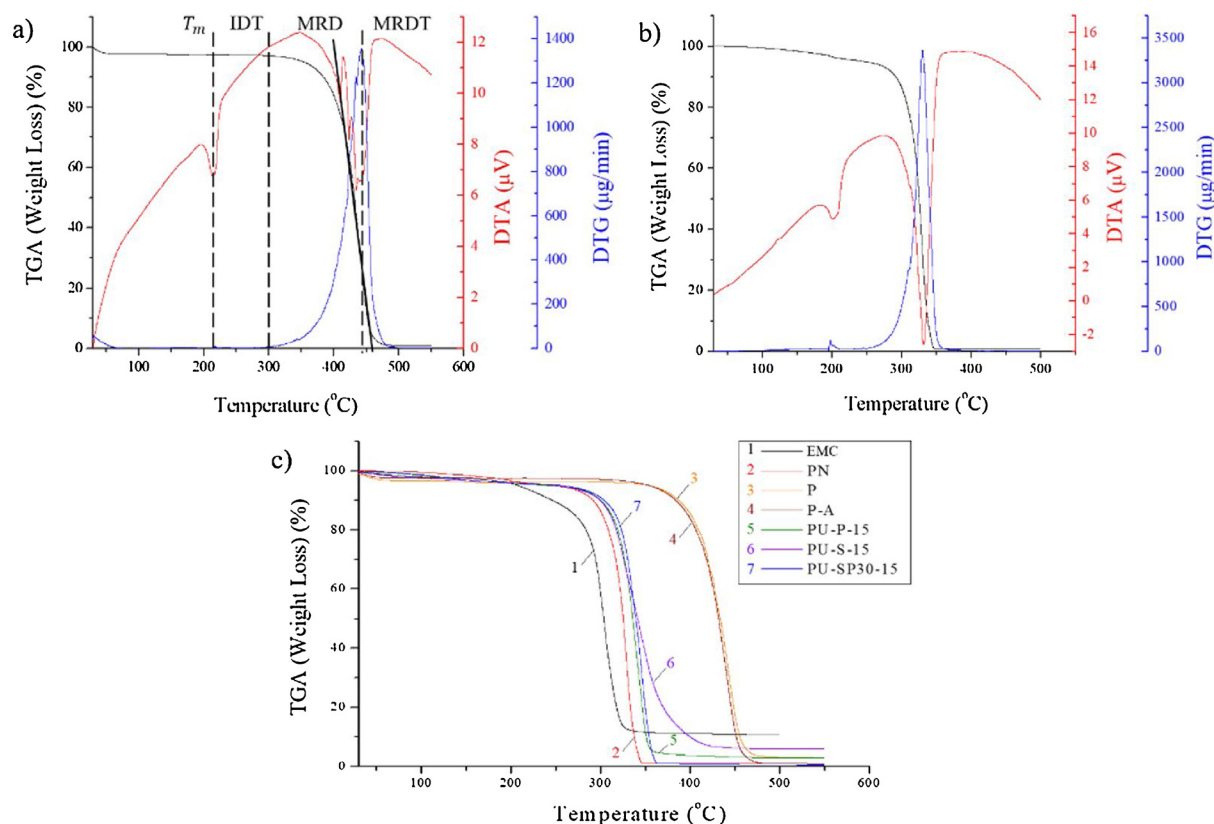 a)
T_m IDT MRD MRDT
TGA (Weight Loss) (%)
100
80
60
40
20
0
100 200 300 400 500 600
Temperature (°C)
12
10
8
6
4
2
0
DTA (μV)
1400
1200
1000
800
600
400
200
0
DTG (μg/min)
b)
TGA (Weight Loss) (%)
100
80
60
40
20
0
100 200 300 400 500
Temperature (°C)
16
14
12
10
8
6
4
2
0
-2
DTA (μV)
3500
3000
2500
2000
1500
1000
500
0
DTG (μg/min)
c)
TGA (Weight Loss) (%)
100
80
60
40
20
0
100 200 300 400 500 600
Temperature (°C)
1
2
3
4
5
6
7
1 EMC
2 PN
3 P
4 P-A
5 PU-P-15
6 PU-S-15
7 PU-SP30-15